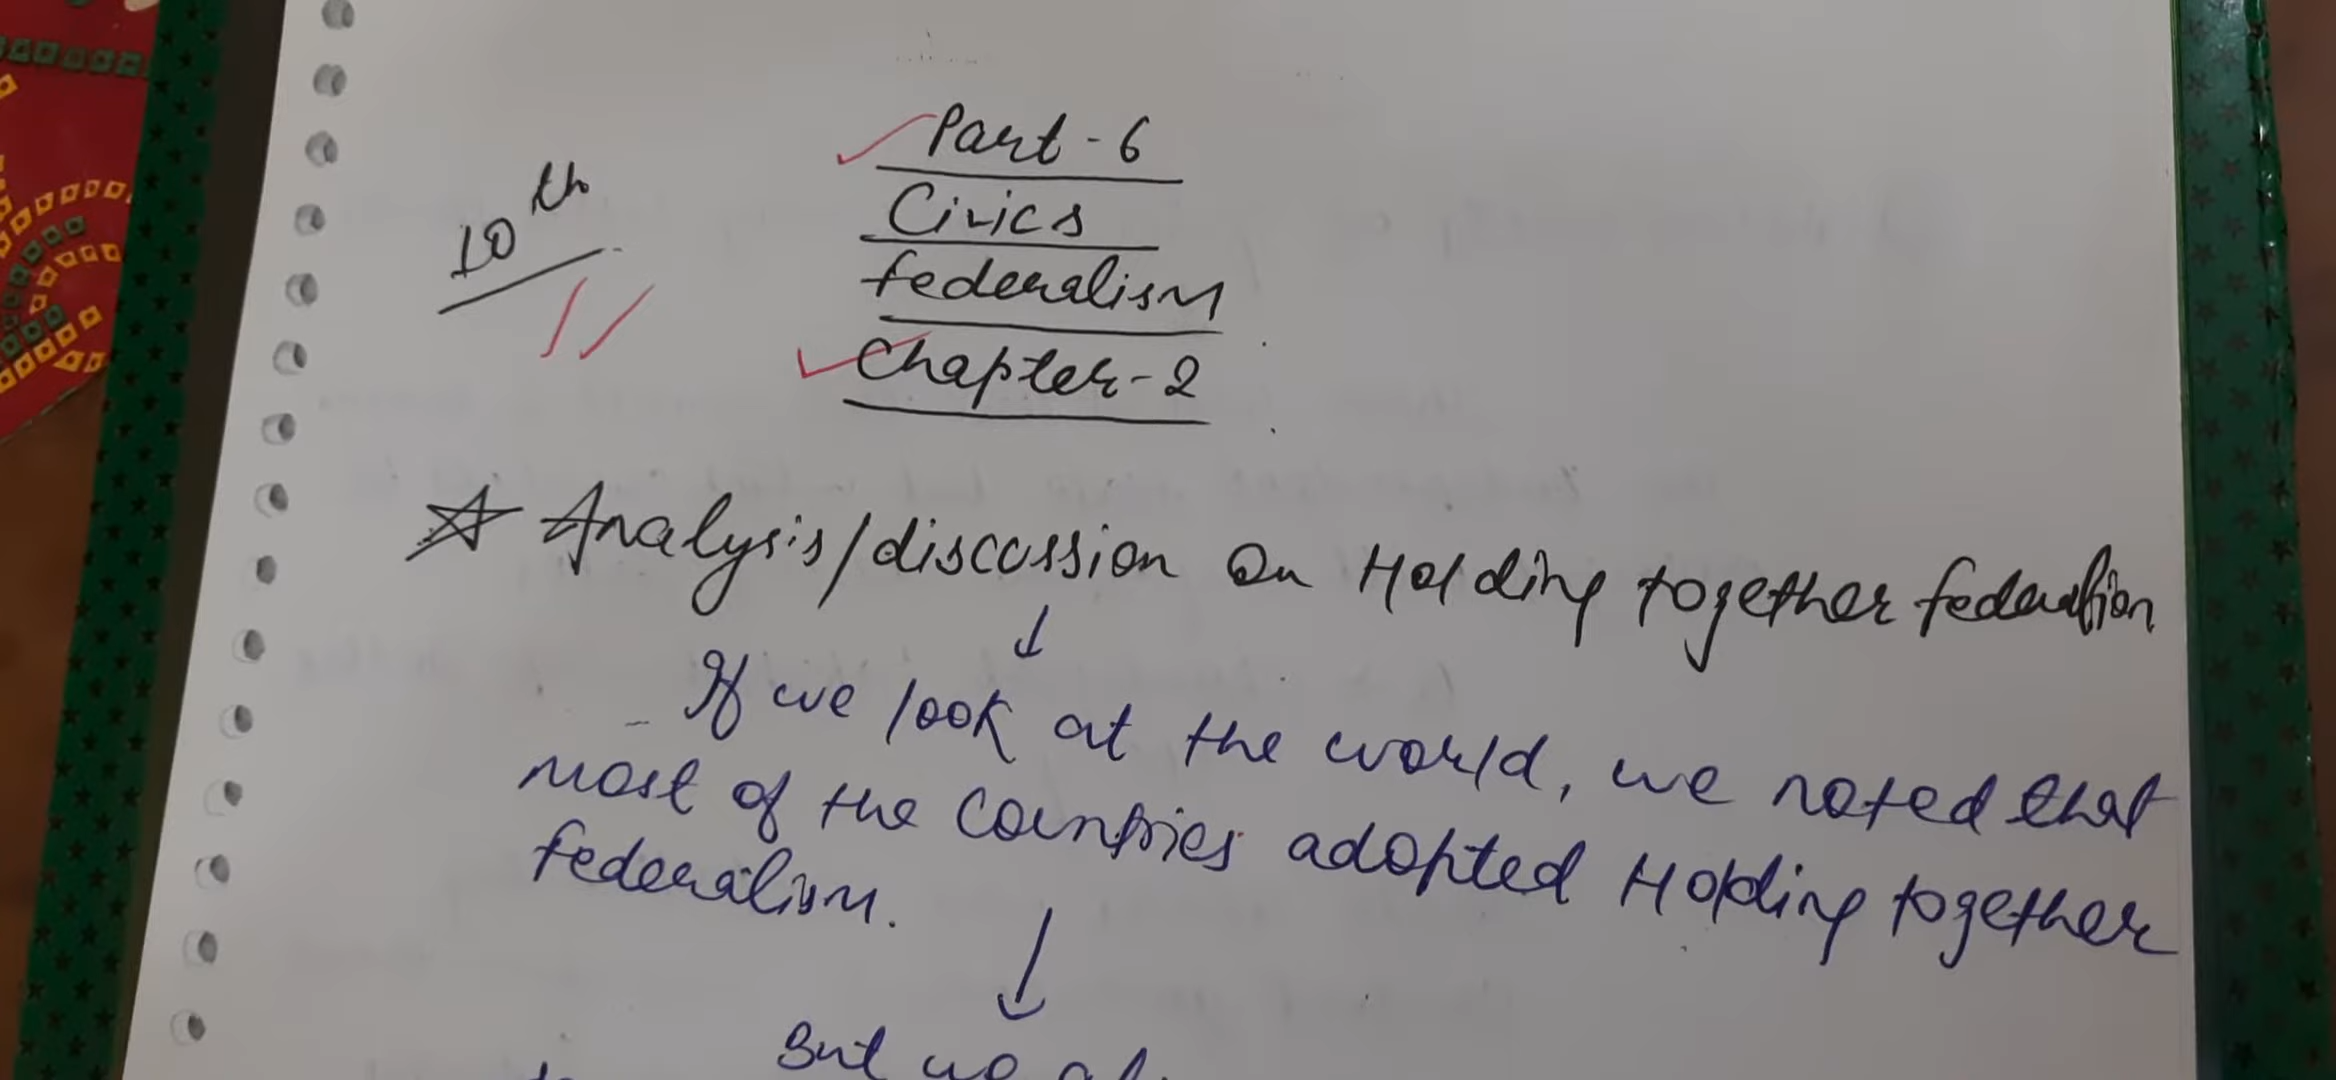 Part-6
10th
Civics
federalism
Chapter-2
Analysis/discussion on Holding together federation
If we look at the world, we noted that
most of the countries adopted Holding together
federalism.
But we